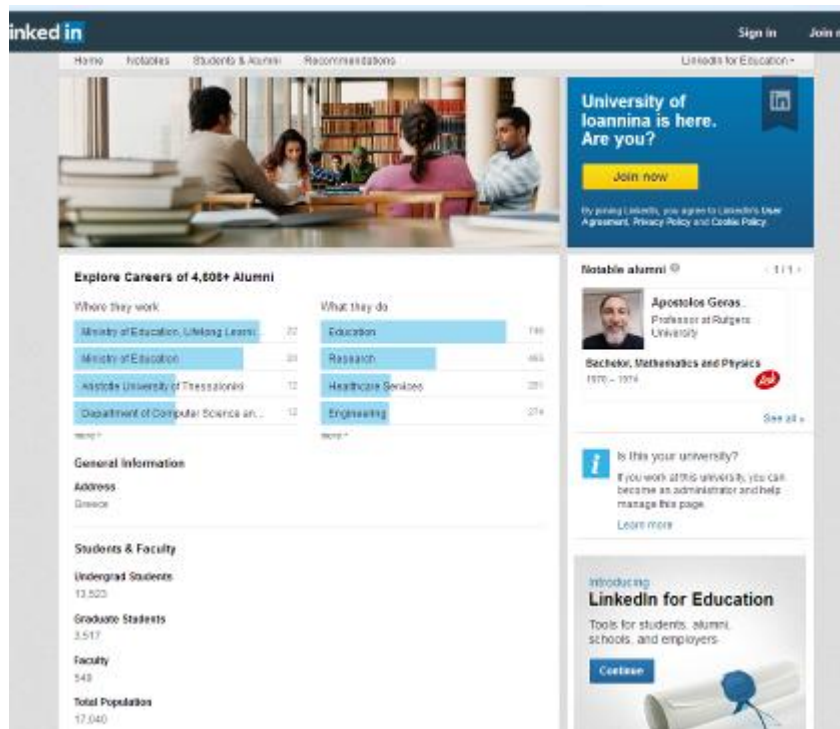 inked in
Sign in
Join
Home Notables Students & Alumni Recommendations
LinkedIn for Education
University of
Ioannina is here.
Are you?
Join now
By joining LinkedIn, you agree to LinkedIn's User
Agreement, Privacy Policy and Cookie Policy.
Explore Careers of Alumni
Where they work
Ministry of Education, Lifelong Learni...
Ministry of Education
Aristotle University of Thessaloniki 12
Department of Computer Science an... 12
more
What they do
Education
Research
Healthcare Services
Engineering 274
more
General Information
Address
Greece
Students & Faculty
Undergrad Students
13,523
Graduate Students
3,517
Faculty
549
Total Population
17,040
Notable alumni
1 / 1
Apostolos Geras...
Professor at Rutgers
University
Bachelor, Mathematics and Physics
1970 – 1974
See all »
Is this your university?
If you work at this university, you can
become an administrator and help
manage this page.
Learn more
Introducing
LinkedIn for Education
Tools for students, alumni,
schools, and employers
Continue